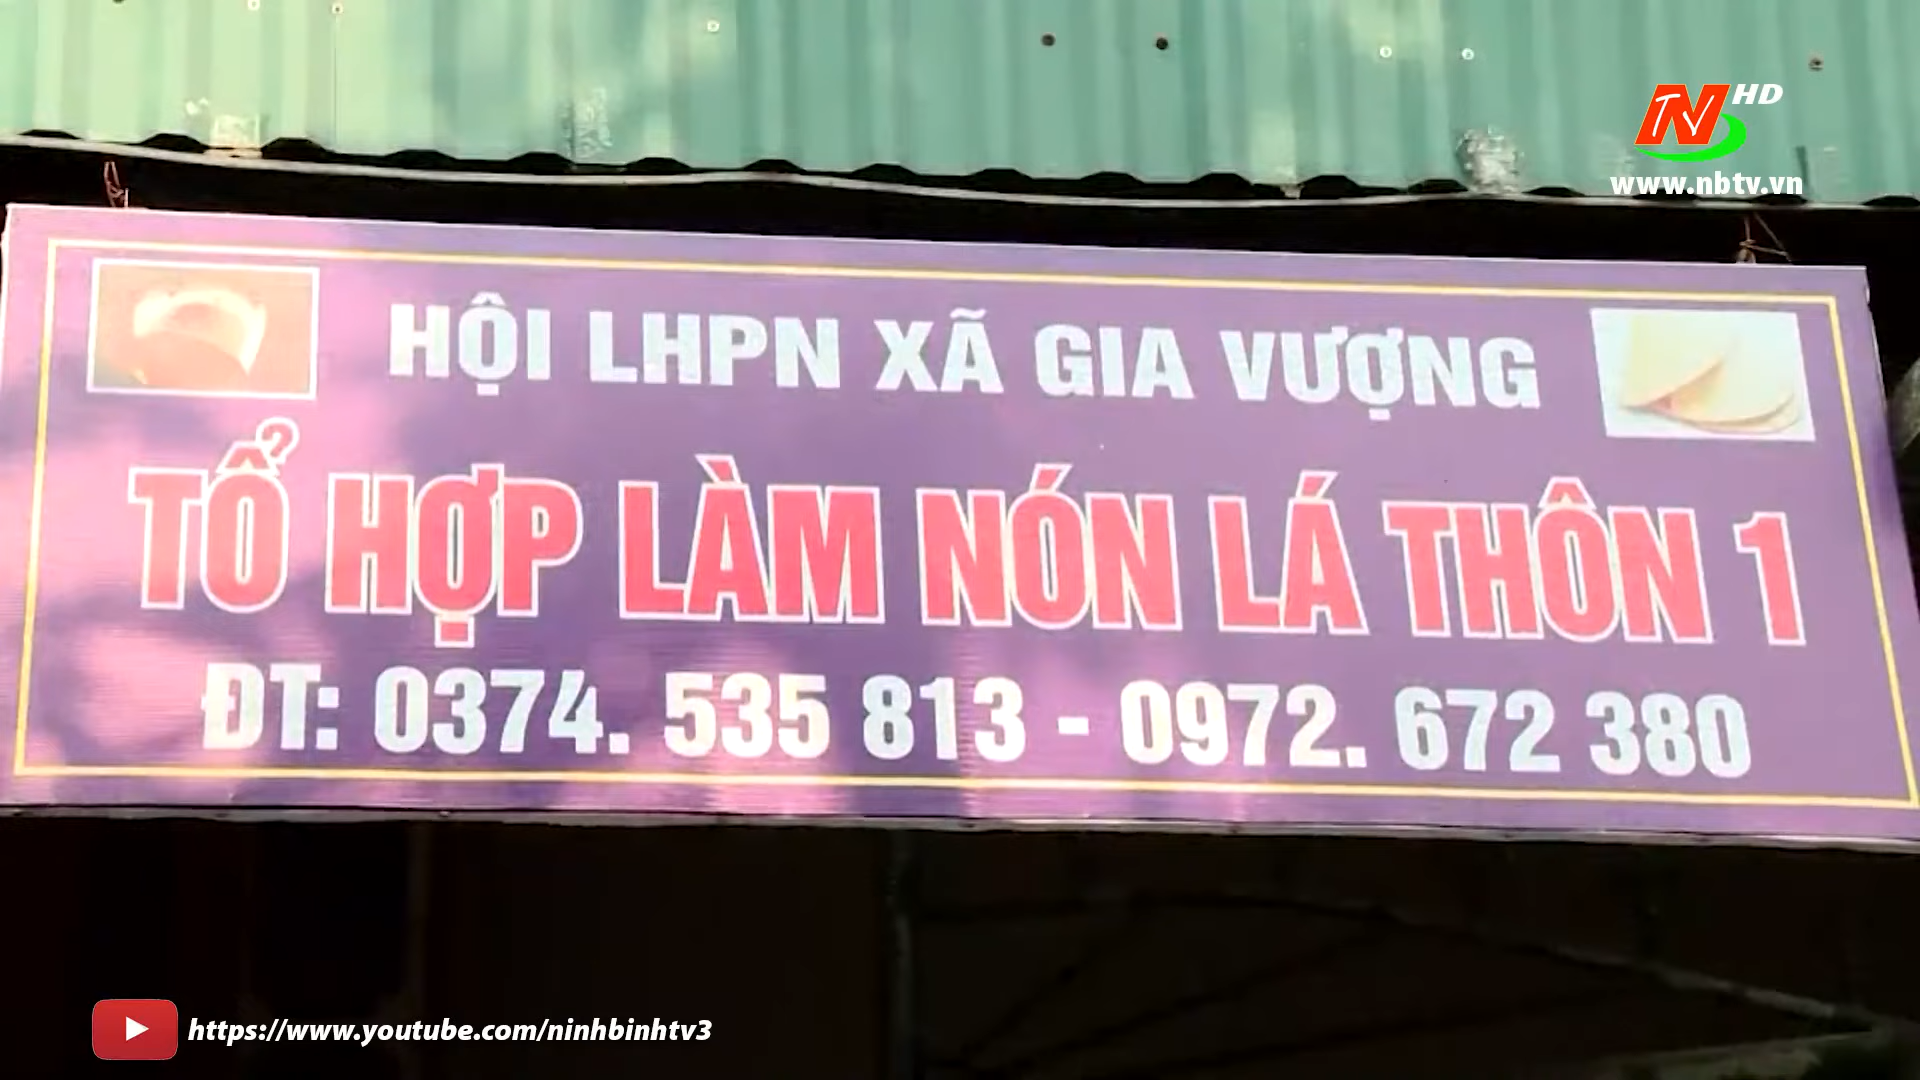 NTV HD
www.nbtv.vn
HỘI LHPN XÃ GIA VƯỢNG
TỔ HỢP LÀM NÓN LÁ THÔN 1
ĐT: 0374. 535 813 - 0972. 672 380
https://www.youtube.com/ninhbinhtv3